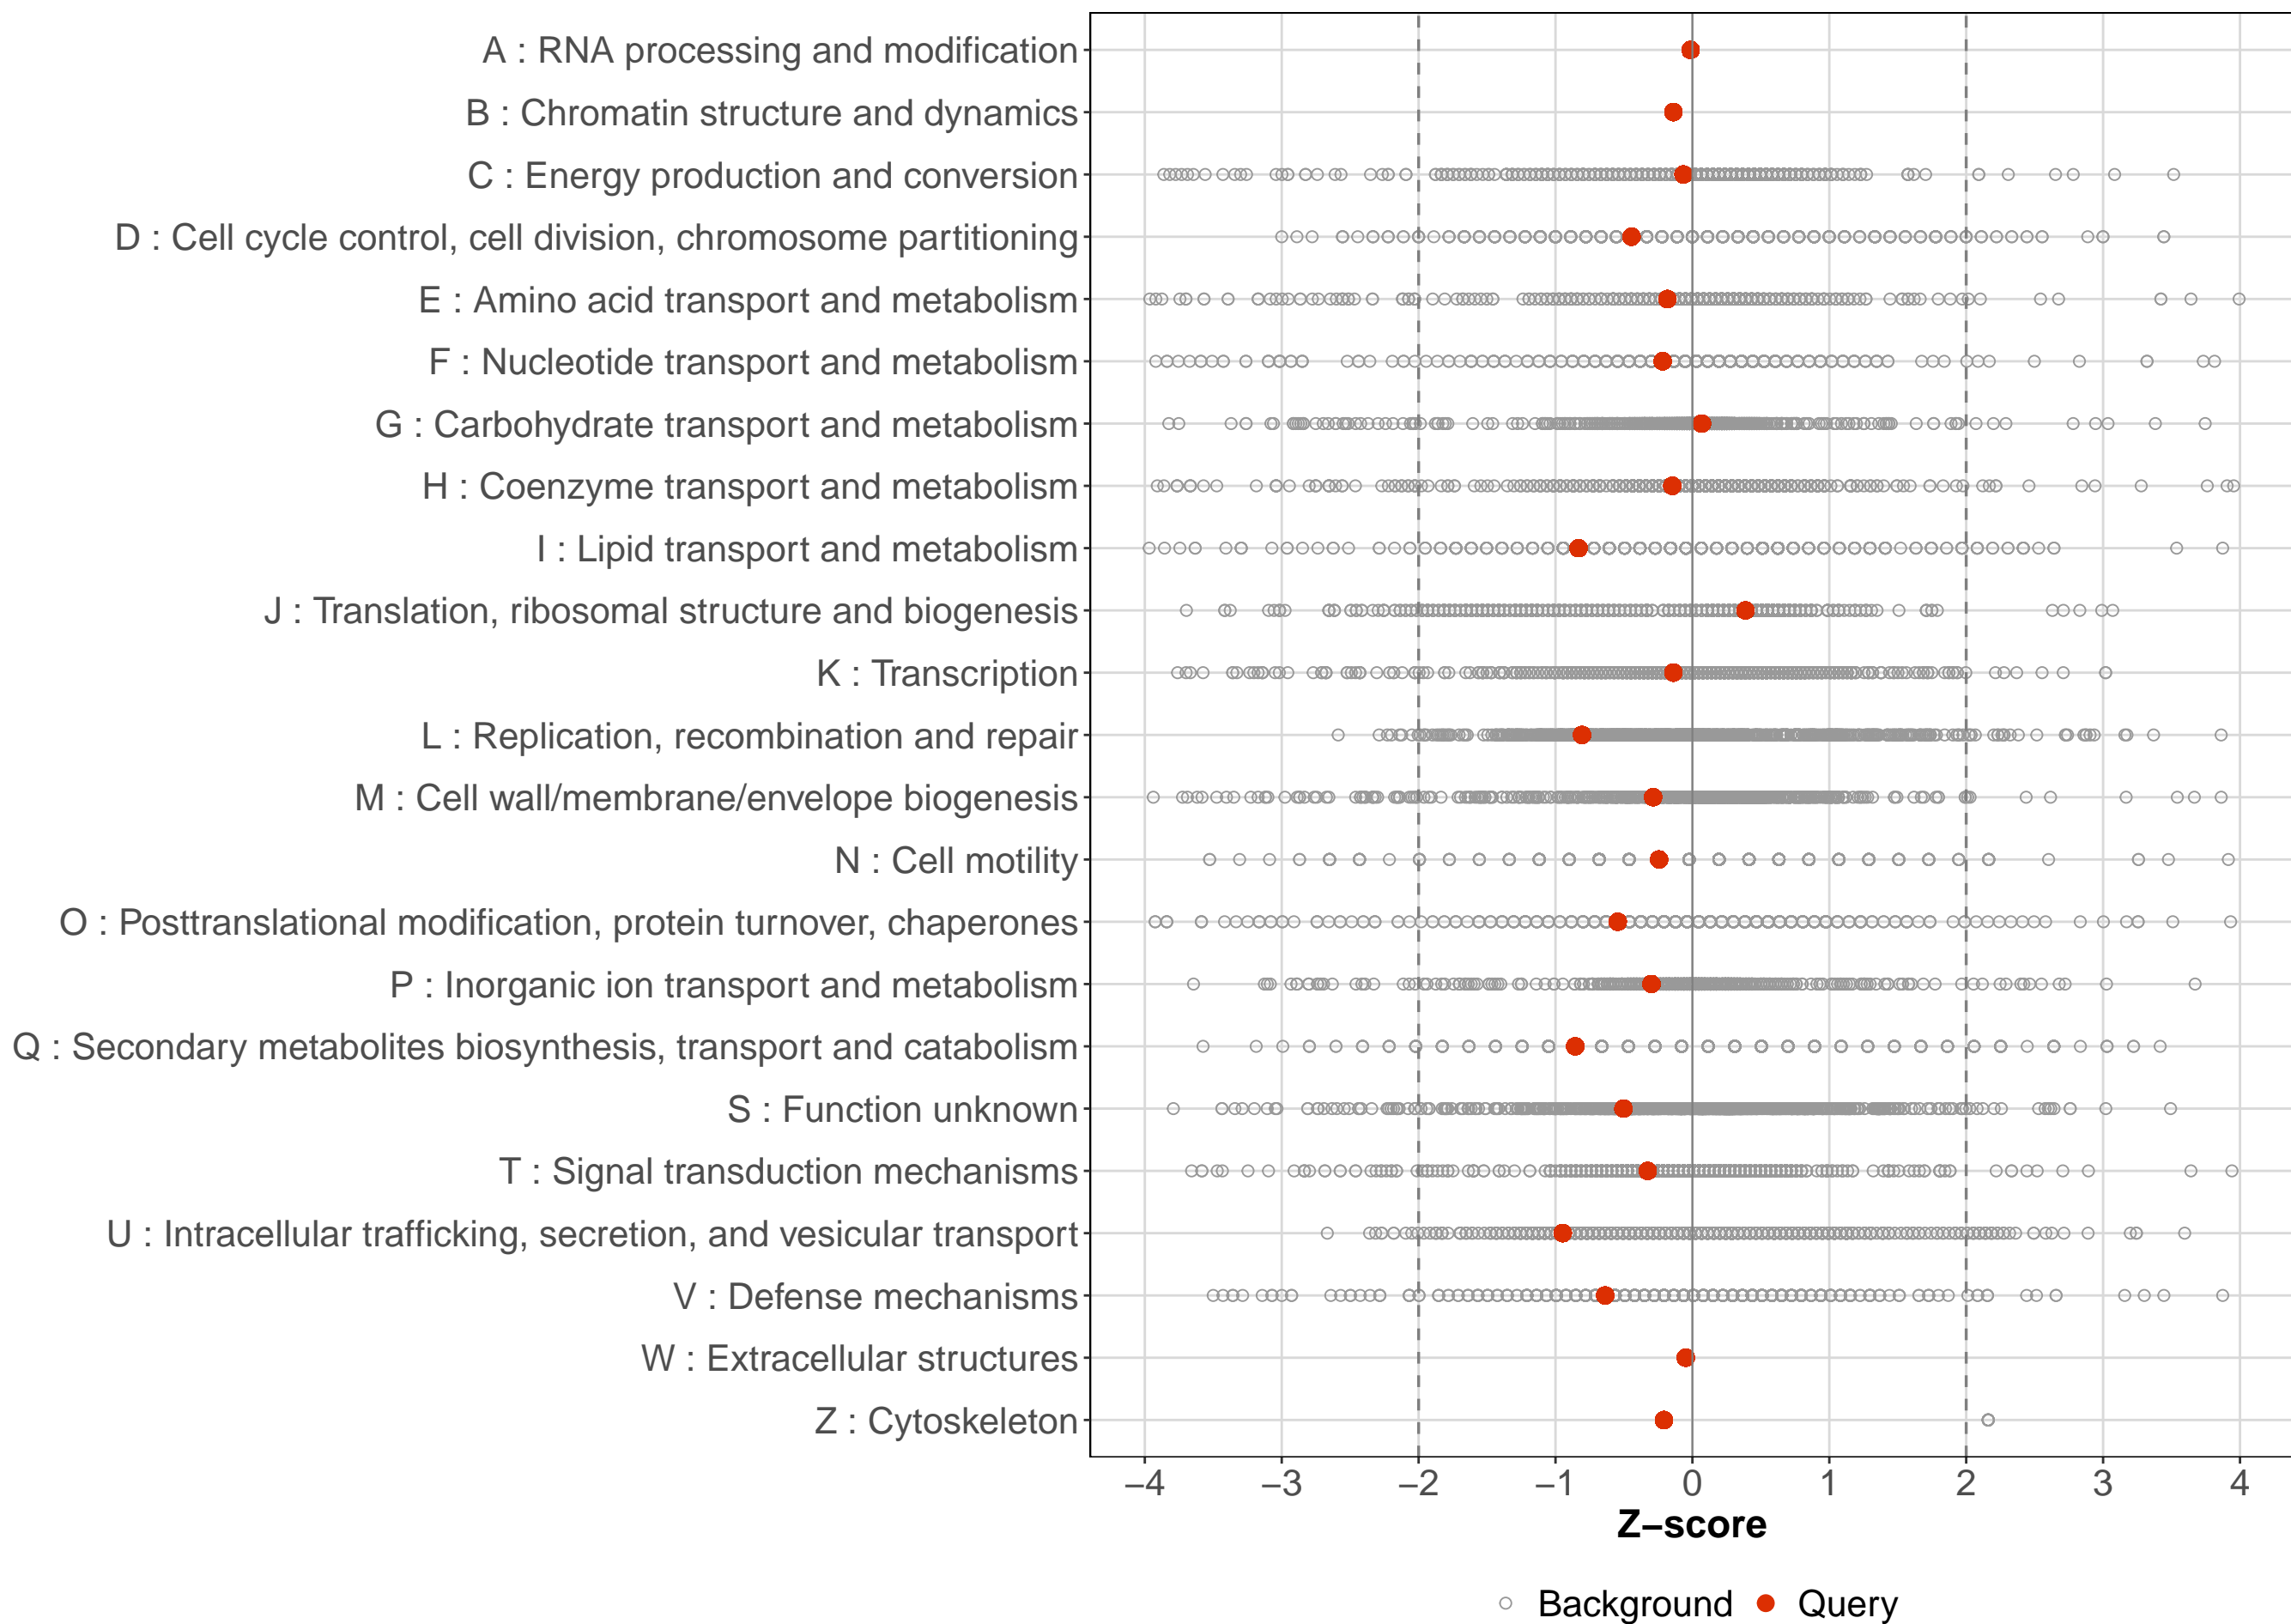 A : RNA processing and modification
B : Chromatin structure and dynamics
C : Energy production and conversion
D : Cell cycle control, cell division, chromosome partitioning
E : Amino acid transport and metabolism
F : Nucleotide transport and metabolism
G : Carbohydrate transport and metabolism
H : Coenzyme transport and metabolism
I : Lipid transport and metabolism
J : Translation, ribosomal structure and biogenesis
K : Transcription
L : Replication, recombination and repair
M : Cell wall/membrane/envelope biogenesis
N : Cell motility
O : Posttranslational modification, protein turnover, chaperones
P : Inorganic ion transport and metabolism
Q : Secondary metabolites biosynthesis, transport and catabolism
S : Function unknown
T : Signal transduction mechanisms
U : Intracellular trafficking, secretion, and vesicular transport
V : Defense mechanisms
W : Extracellular structures
Z : Cytoskeleton
−4 −3 −2 −1 0 1 2 3 4
Z−score
Background Query